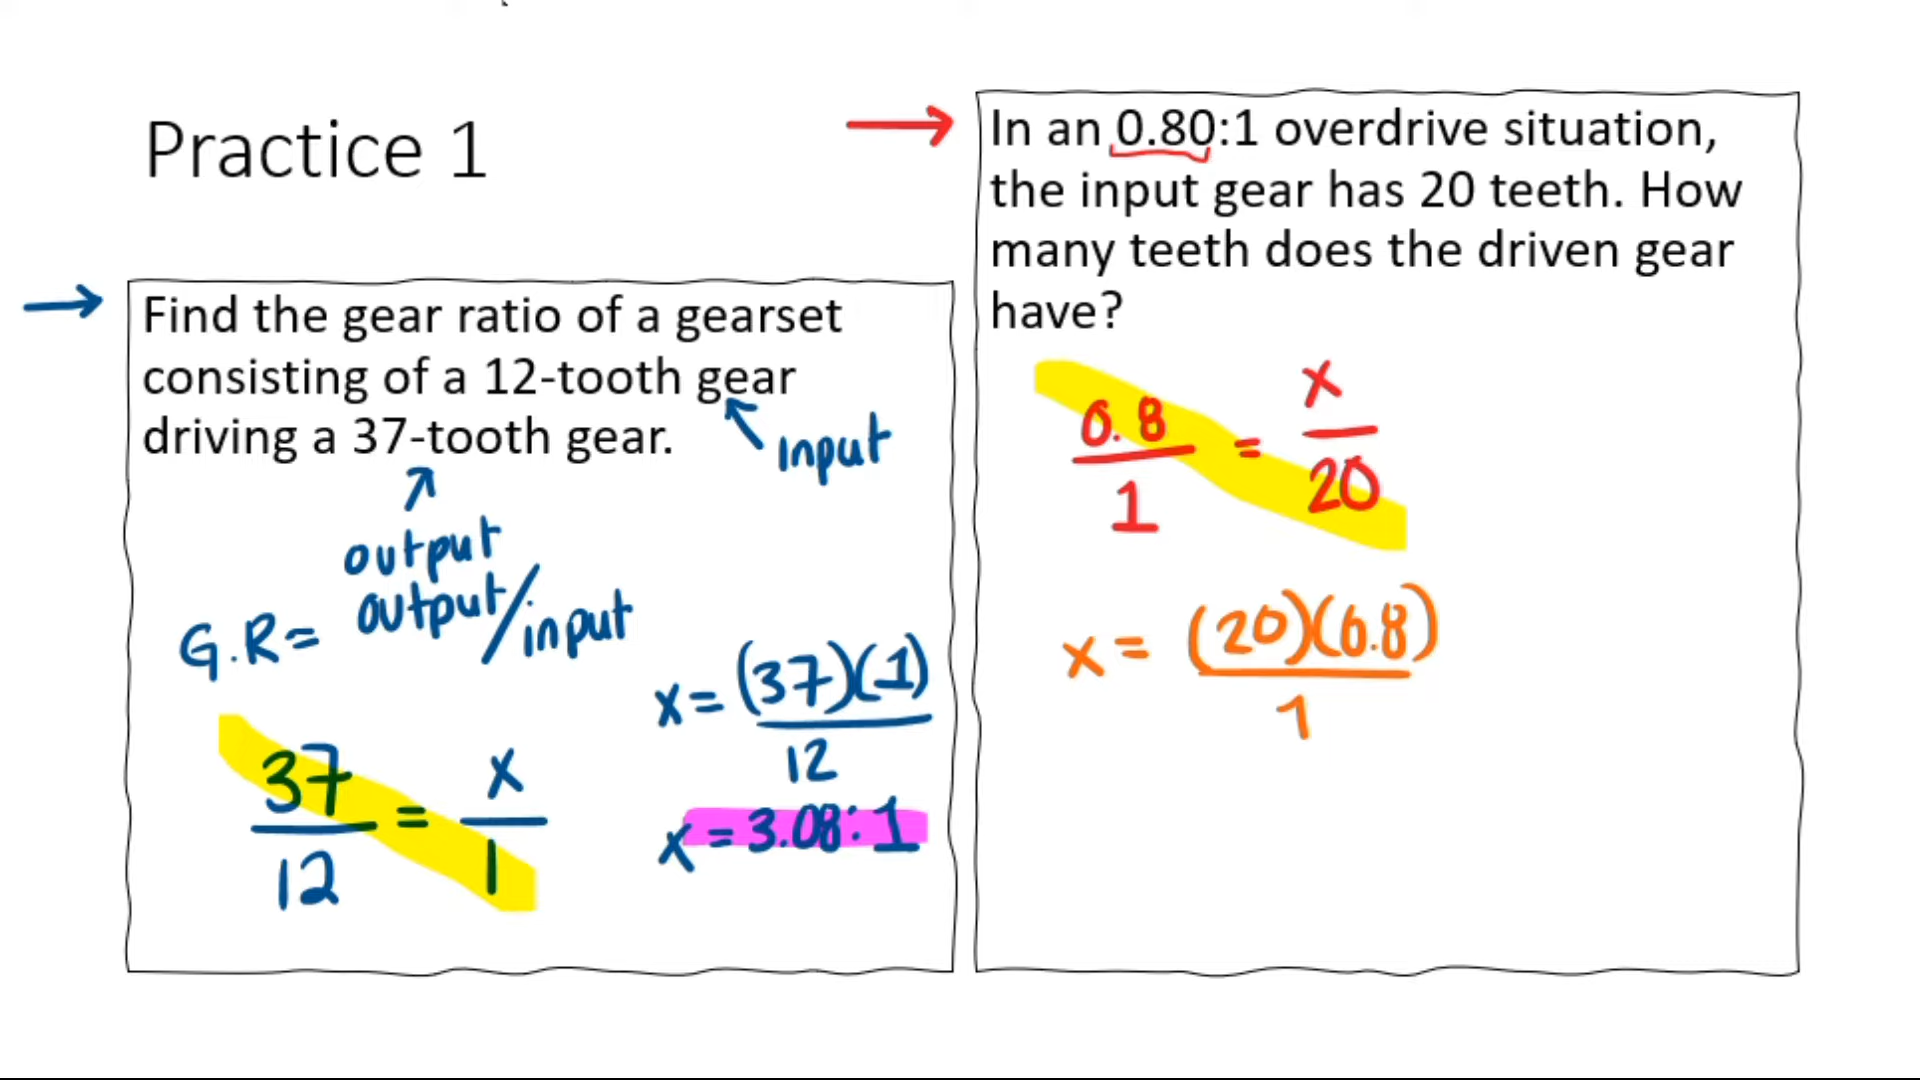 Practice 1
Find the gear ratio of a gearset
consisting of a 12-tooth gear
driving a 37-tooth gear.
input
output
G.R = output/input
37/12 = x/1
x = (37)(1)/12
x = 3.08:1
In an 0.80:1 overdrive situation,
the input gear has 20 teeth. How
many teeth does the driven gear
have?
0.8/1 = x/20
x = (20)(0.8)/1